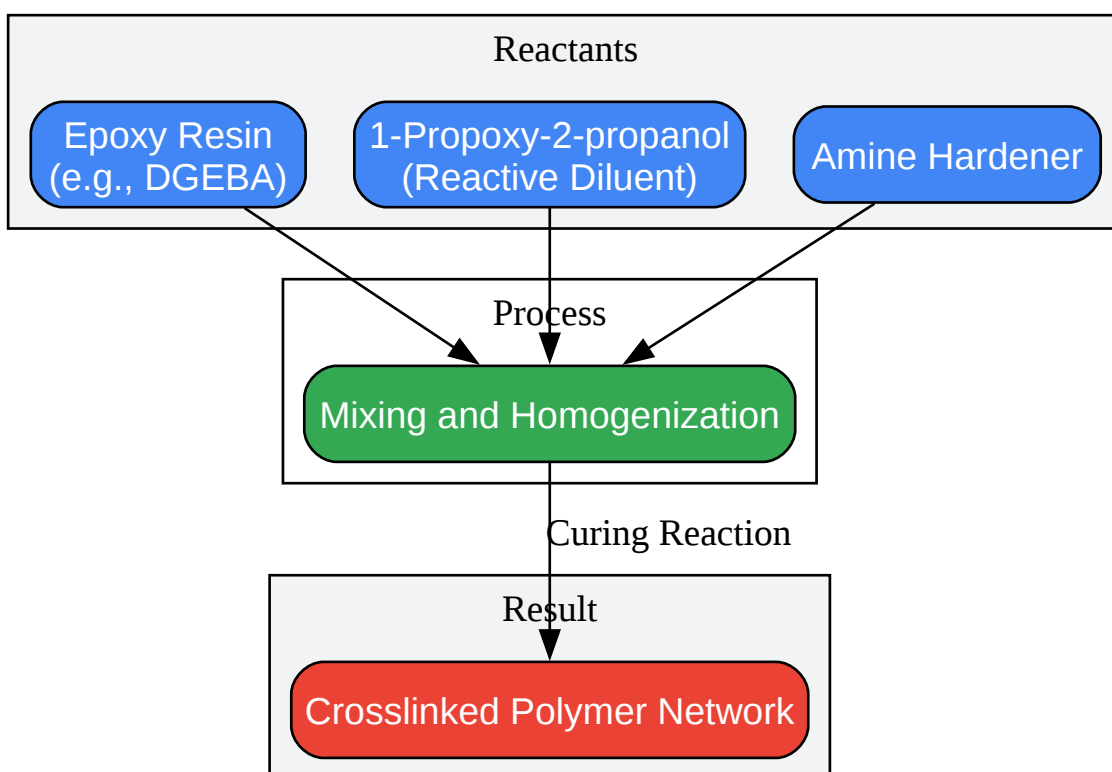 Reactants
Epoxy Resin
(e.g., DGEBA)
1-Propoxy-2-propanol
(Reactive Diluent)
Amine Hardener
Process
Mixing and Homogenization
Curing Reaction
Result
Crosslinked Polymer Network